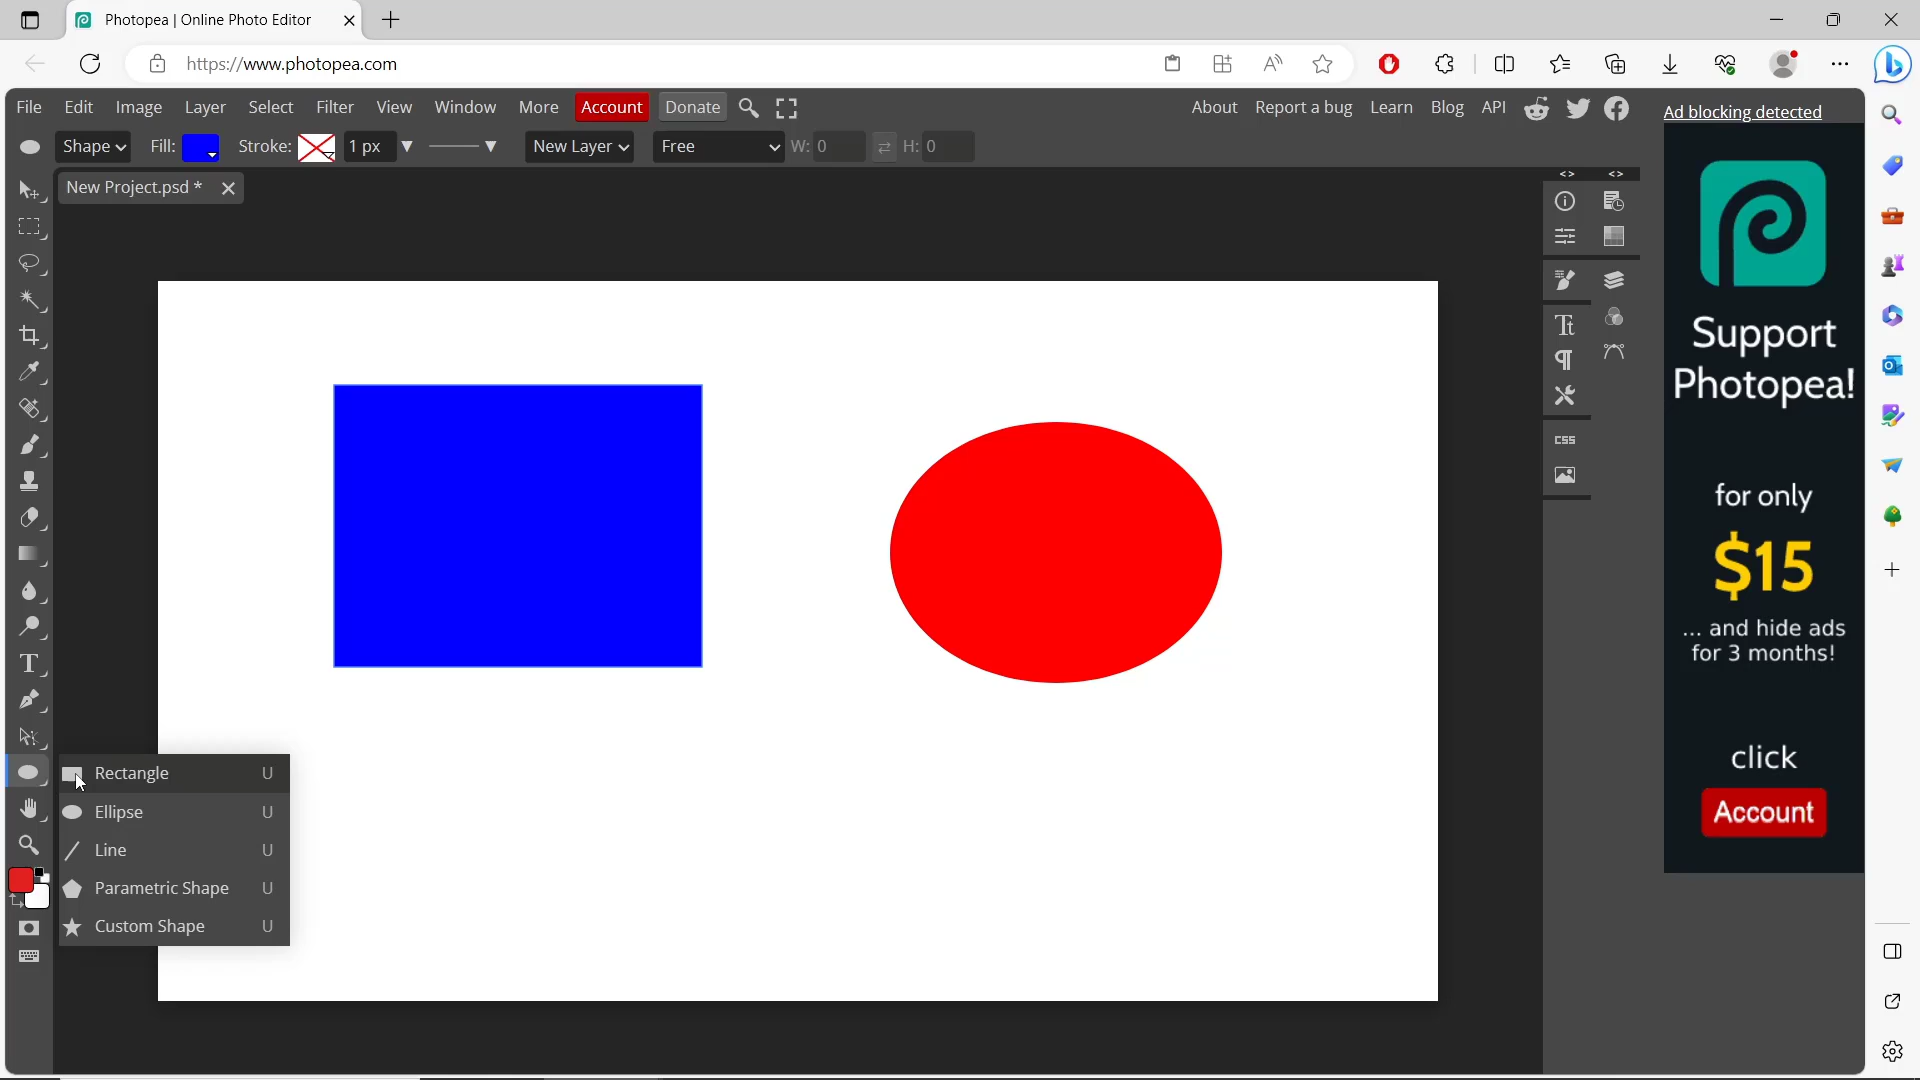 Photopea | Online Photo Editor
https://www.photopea.com
File Edit Image Layer Select Filter View Window More Account Donate About Report a bug Learn Blog API
Ad blocking detected
Shape Fill: Stroke: 1 px New Layer Free W: 0 H: 0
New Project.psd *
<> <>
Support
Photopea!
for only
$15
... and hide ads
for 3 months!
click
Account
CSS
Rectangle U
Ellipse U
Line U
Parametric Shape U
Custom Shape U